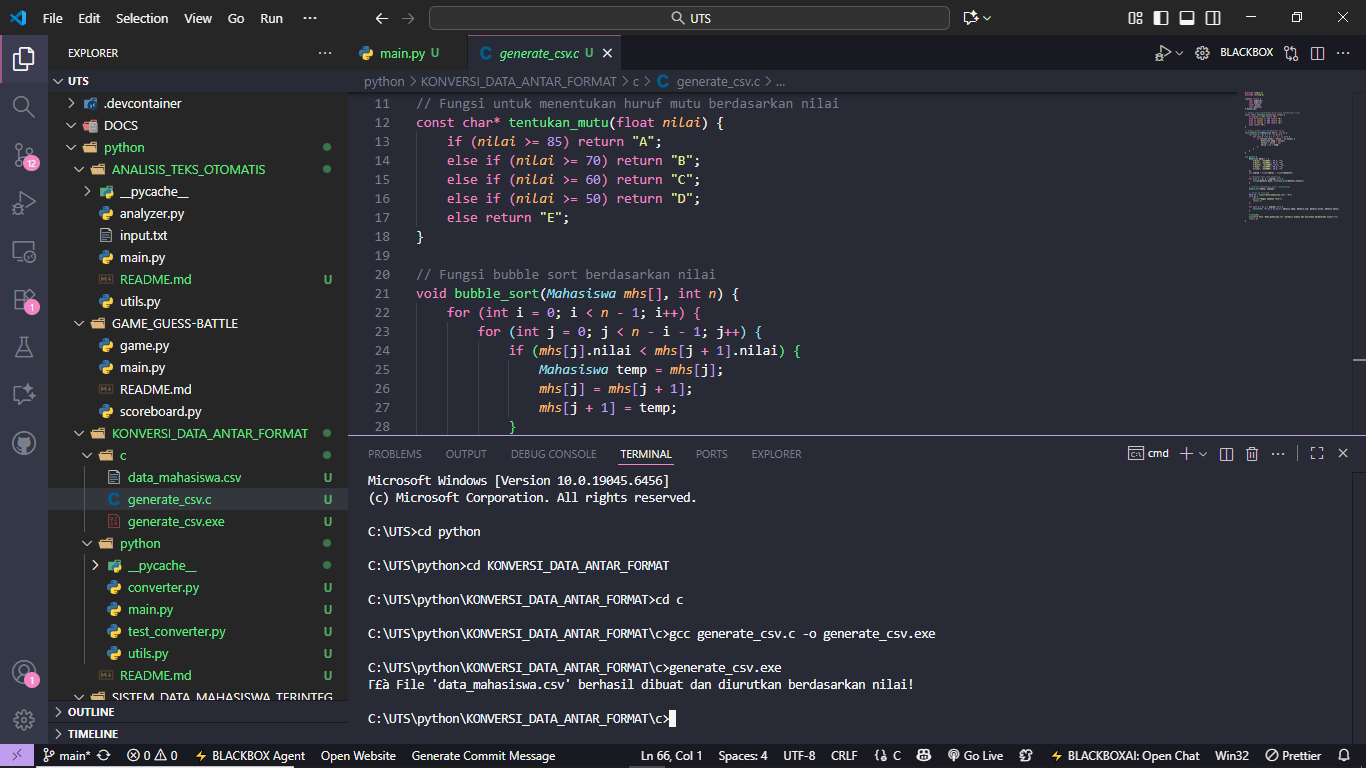 File Edit Selection View Go Run ··· UTS
EXPLORER ···
UTS
.devcontainer
DOCS
python
ANALISIS_TEKS_OTOMATIS
__pycache__
analyzer.py
input.txt
main.py
README.md U
utils.py
GAME_GUESS-BATTLE
game.py
main.py
README.md
scoreboard.py
KONVERSI_DATA_ANTAR_FORMAT
c
data_mahasiswa.csv U
generate_csv.c U
generate_csv.exe U
python
__pycache__
converter.py U
main.py U
test_converter.py U
utils.py U
README.md U
SISTEM_DATA_MAHASISWA_TERINTEG
OUTLINE
TIMELINE
main.py U generate_csv.c U BLACKBOX
python > KONVERSI_DATA_ANTAR_FORMAT > c > C generate_csv.c > ...
11 // Fungsi untuk menentukan huruf mutu berdasarkan nilai
12 const char* tentukan_mutu(float nilai) {
13 if (nilai >= 85) return "A";
14 else if (nilai >= 70) return "B";
15 else if (nilai >= 60) return "C";
16 else if (nilai >= 50) return "D";
17 else return "E";
18 }
19
20 // Fungsi bubble sort berdasarkan nilai
21 void bubble_sort(Mahasiswa mhs[], int n) {
22 for (int i = 0; i < n - 1; i++) {
23 for (int j = 0; j < n - i - 1; j++) {
24 if (mhs[j].nilai < mhs[j + 1].nilai) {
25 Mahasiswa temp = mhs[j];
26 mhs[j] = mhs[j + 1];
27 mhs[j + 1] = temp;
28 }
PROBLEMS OUTPUT DEBUG CONSOLE TERMINAL PORTS EXPLORER cmd
Microsoft Windows [Version 10.0.19045.6456]
(c) Microsoft Corporation. All rights reserved.
C:\UTS>cd python
C:\UTS\python>cd KONVERSI_DATA_ANTAR_FORMAT
C:\UTS\python\KONVERSI_DATA_ANTAR_FORMAT>cd c
C:\UTS\python\KONVERSI_DATA_ANTAR_FORMAT\c>gcc generate_csv.c -o generate_csv.exe
C:\UTS\python\KONVERSI_DATA_ANTAR_FORMAT\c>generate_csv.exe
Γ£à File 'data_mahasiswa.csv' berhasil dibuat dan diurutkan berdasarkan nilai!
C:\UTS\python\KONVERSI_DATA_ANTAR_FORMAT\c>
12
1
1
main* 0 0 BLACKBOX Agent Open Website Generate Commit Message Ln 66, Col 1 Spaces: 4 UTF-8 CRLF {} C Go Live BLACKBOXAI: Open Chat Win32 Prettier